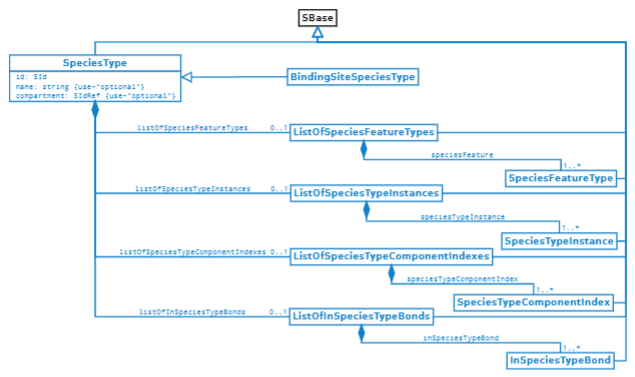 SBase
SpeciesType
id: SId
name: string {use="optional"}
compartment: SIdRef {use="optional"}
BindingSiteSpeciesType
listOfSpeciesFeatureTypes 0..1
ListOfSpeciesFeatureTypes
speciesFeature
1..*
SpeciesFeatureType
listOfSpeciesTypeInstances 0..1
ListOfSpeciesTypeInstances
speciesTypeInstance
1..*
SpeciesTypeInstance
listOfSpeciesTypeComponentIndexes 0..1
ListOfSpeciesTypeComponentIndexes
speciesTypeComponentIndex
1..*
SpeciesTypeComponentIndex
listOfInSpeciesTypeBonds 0..1
ListOfInSpeciesTypeBonds
inSpeciesTypeBond
1..*
InSpeciesTypeBond